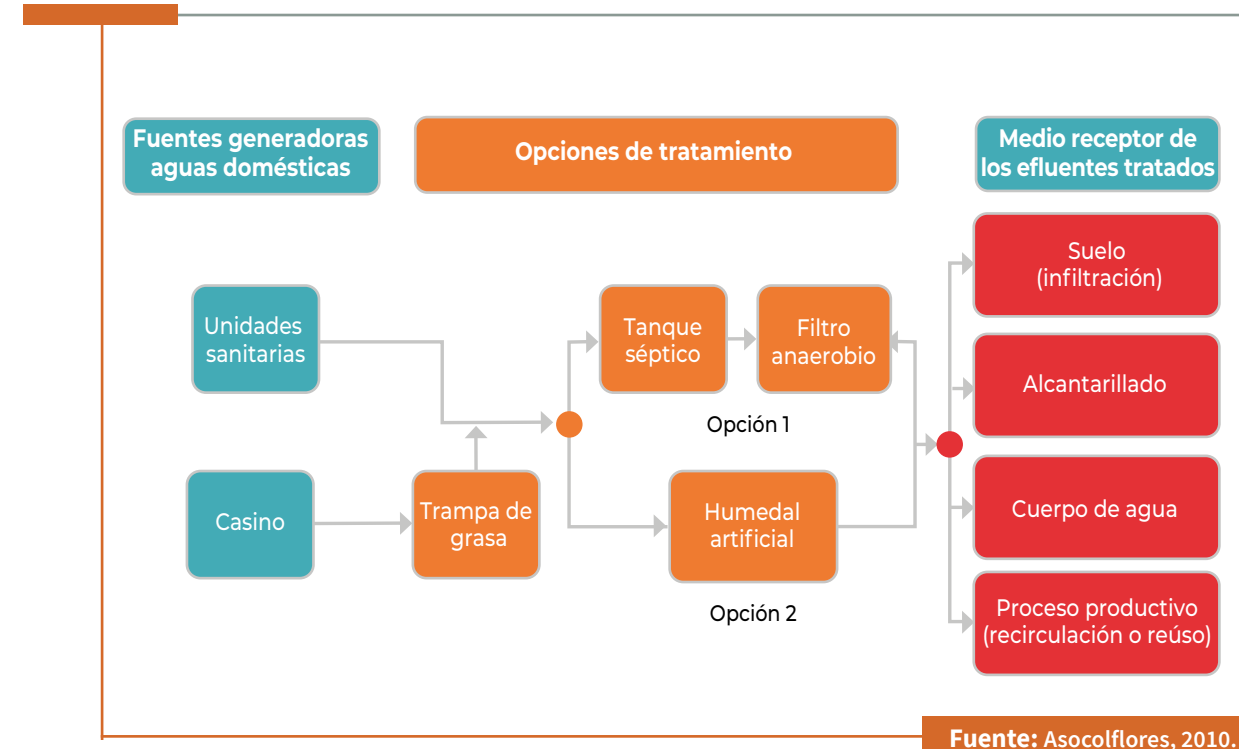 Fuentes generadoras
aguas domésticas
Opciones de tratamiento
Medio receptor de
los efluentes tratados
Unidades
sanitarias
Casino
Trampa de
grasa
Tanque
séptico
Filtro
anaerobio
Opción 1
Humedal
artificial
Opción 2
Suelo
(infiltración)
Alcantarillado
Cuerpo de agua
Proceso productivo
(recirculación o reúso)
Fuente: Asocolflores, 2010.